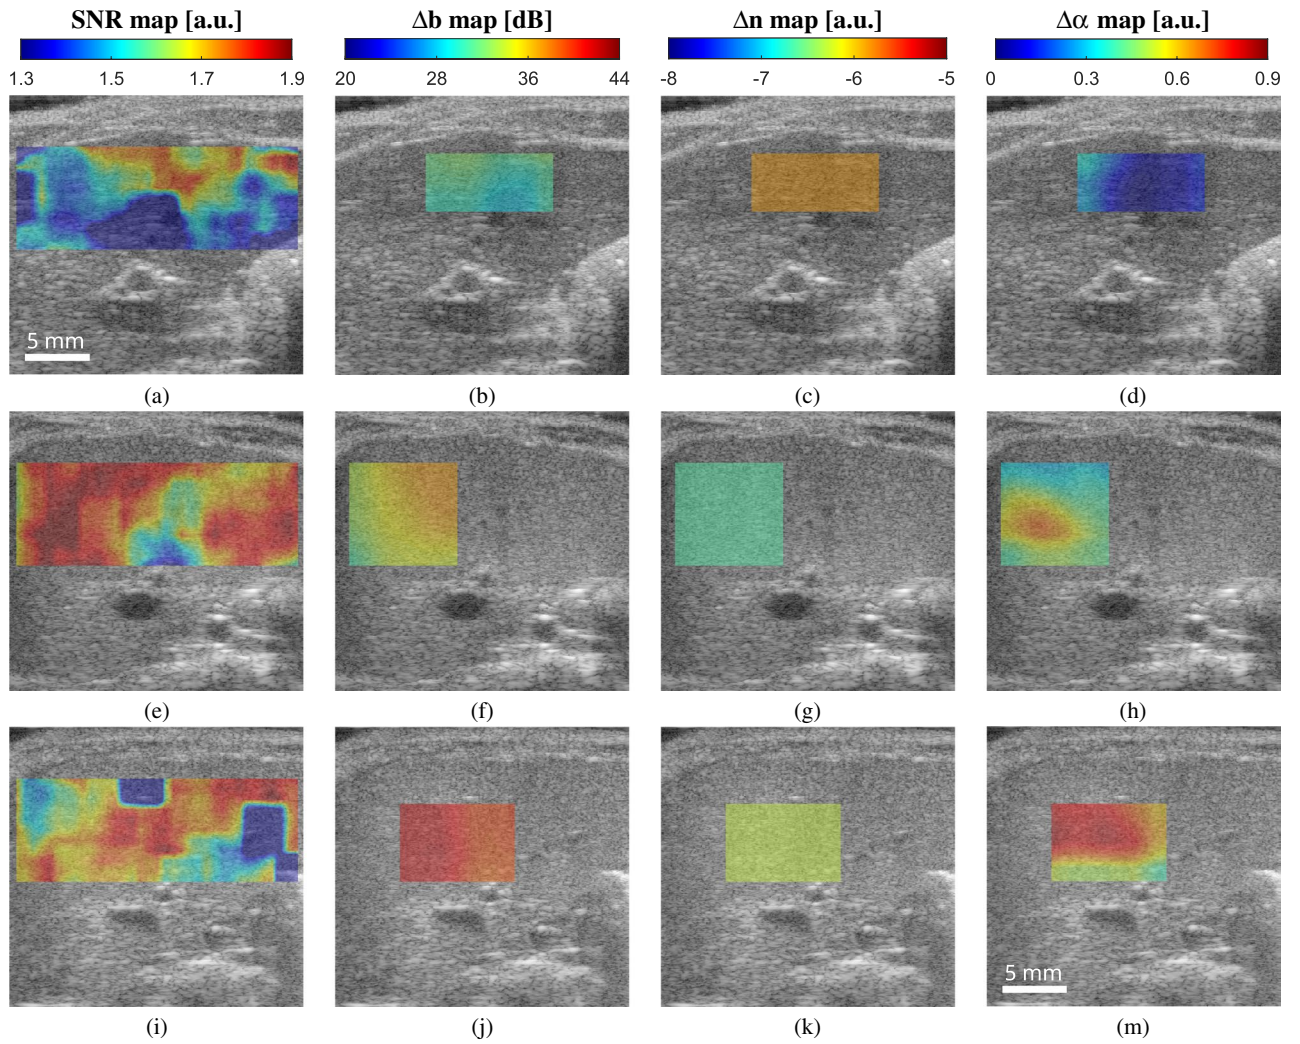 SNR map [a.u.] Δb map [dB] Δn map [a.u.] Δα map [a.u.]
1.3 1.5 1.7 1.9 20 28 36 44 -8 -7 -6 -5 0 0.3 0.6 0.9
5 mm
(a) (b) (c) (d)
(e) (f) (g) (h)
5 mm
(i) (j) (k) (m)